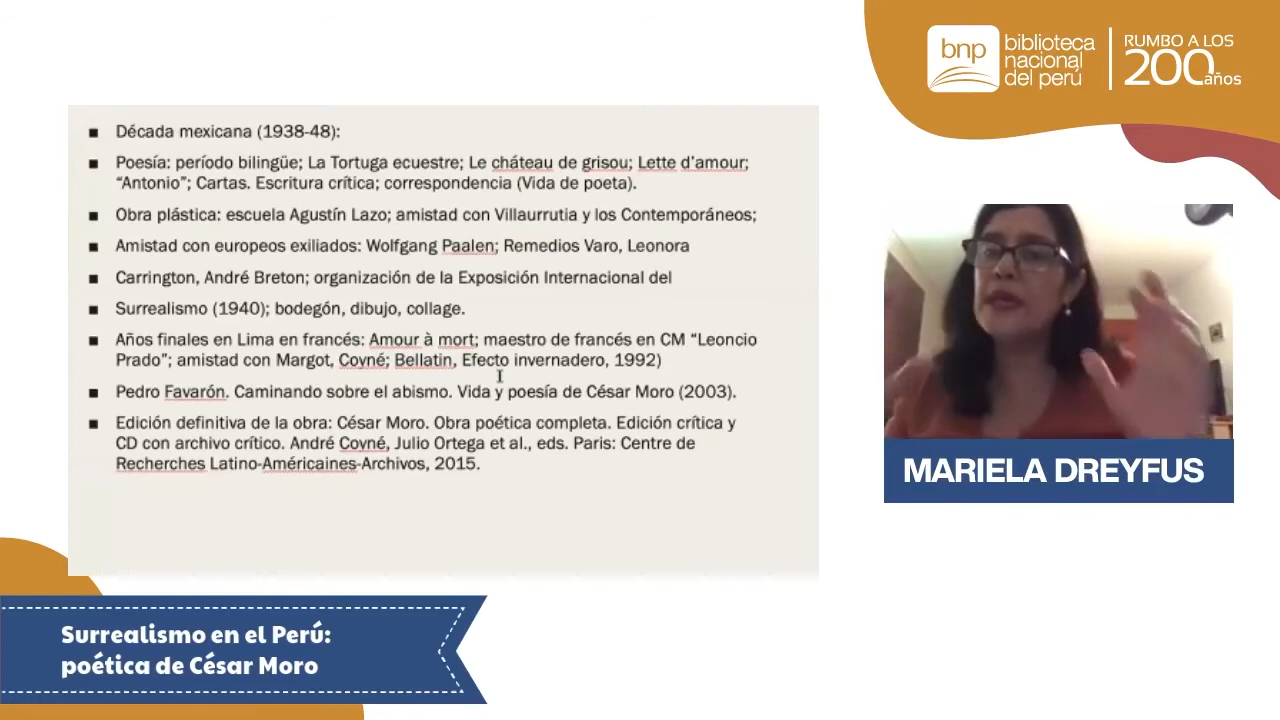 bnp
biblioteca
nacional
del perú
RUMBO A LOS
200
años
■ Década mexicana (1938-48):
■ Poesía: período bilingüe; La Tortuga ecuestre; Le cháteau de grisou; Lette d’amour;
“Antonio”; Cartas. Escritura crítica; correspondencia (Vida de poeta).
■ Obra plástica: escuela Agustín Lazo; amistad con Villaurrutia y los Contemporáneos;
■ Amistad con europeos exiliados: Wolfgang Paalen; Remedios Varo, Leonora
■ Carrington, André Breton; organización de la Exposición Internacional del
■ Surrealismo (1940); bodegón, dibujo, collage.
■ Años finales en Lima en francés: Amour à mort; maestro de francés en CM “Leoncio
Prado”; amistad con Margot, Coyné; Bellatin, Efecto invernadero, 1992)
■ Pedro Favarón. Caminando sobre el abismo. Vida y poesía de César Moro (2003).
■ Edición definitiva de la obra: César Moro. Obra poética completa. Edición crítica y
CD con archivo crítico. André Coyné, Julio Ortega et al., eds. Paris: Centre de
Recherches Latino-Américaines-Archivos, 2015.
MARIELA DREYFUS
Surrealismo en el Perú:
poética de César Moro